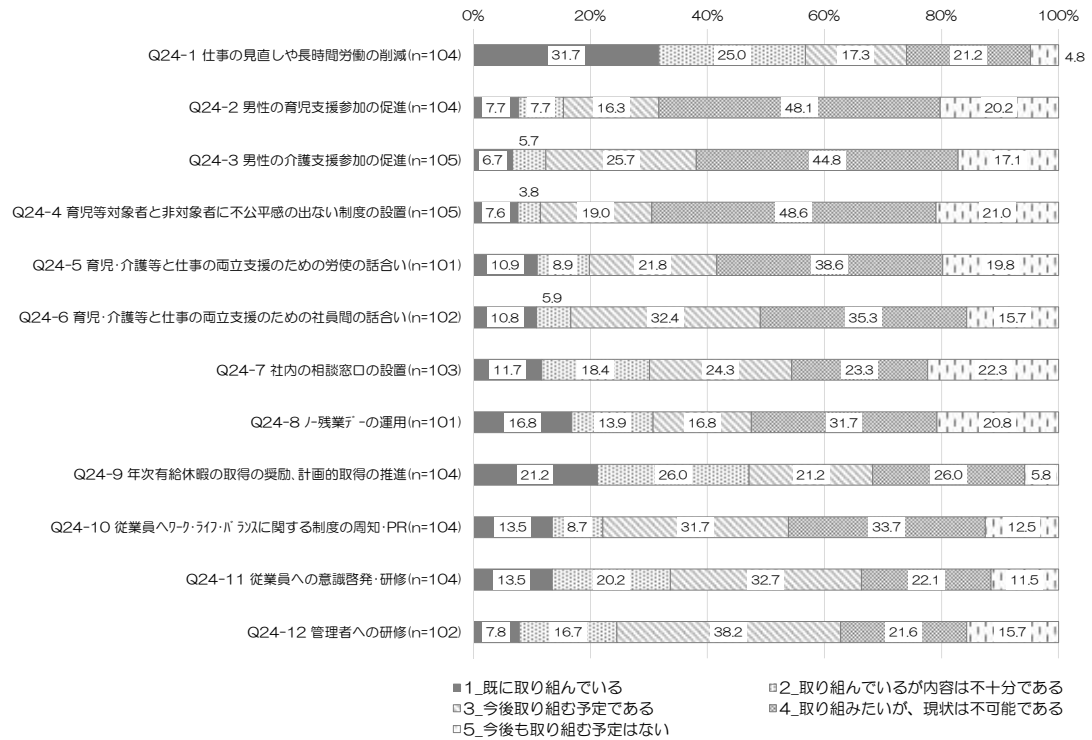 0% 20% 40% 60% 80% 100%
Q24-1 仕事の見直しや長時間労働の削減(n=104) 31.7 25.0 17.3 21.2 4.8
Q24-2 男性の育児支援参加の促進(n=104) 7.7 7.7 16.3 48.1 20.2
Q24-3 男性の介護支援参加の促進(n=105) 6.7 5.7 25.7 44.8 17.1
Q24-4 育児等対象者と非対象者に不公平感の出ない制度の設置(n=105) 7.6 3.8 19.0 48.6 21.0
Q24-5 育児･介護等と仕事の両立支援のための労使の話合い(n=101) 10.9 8.9 21.8 38.6 19.8
Q24-6 育児･介護等と仕事の両立支援のための社員間の話合い(n=102) 10.8 5.9 32.4 35.3 15.7
Q24-7 社内の相談窓口の設置(n=103) 11.7 18.4 24.3 23.3 22.3
Q24-8 ﾉｰ残業ﾃﾞｰの運用(n=101) 16.8 13.9 16.8 31.7 20.8
Q24-9 年次有給休暇の取得の奨励､計画的取得の推進(n=104) 21.2 26.0 21.2 26.0 5.8
Q24-10 従業員へﾜｰｸ･ﾗｲﾌ･ﾊﾞﾗﾝｽに関する制度の周知･PR(n=104) 13.5 8.7 31.7 33.7 12.5
Q24-11 従業員への意識啓発･研修(n=104) 13.5 20.2 32.7 22.1 11.5
Q24-12 管理者への研修(n=102) 7.8 16.7 38.2 21.6 15.7
1_既に取り組んでいる 2_取り組んでいるが内容は不十分である
3_今後取り組む予定である 4_取り組みたいが、現状は不可能である
5_今後も取り組む予定はない